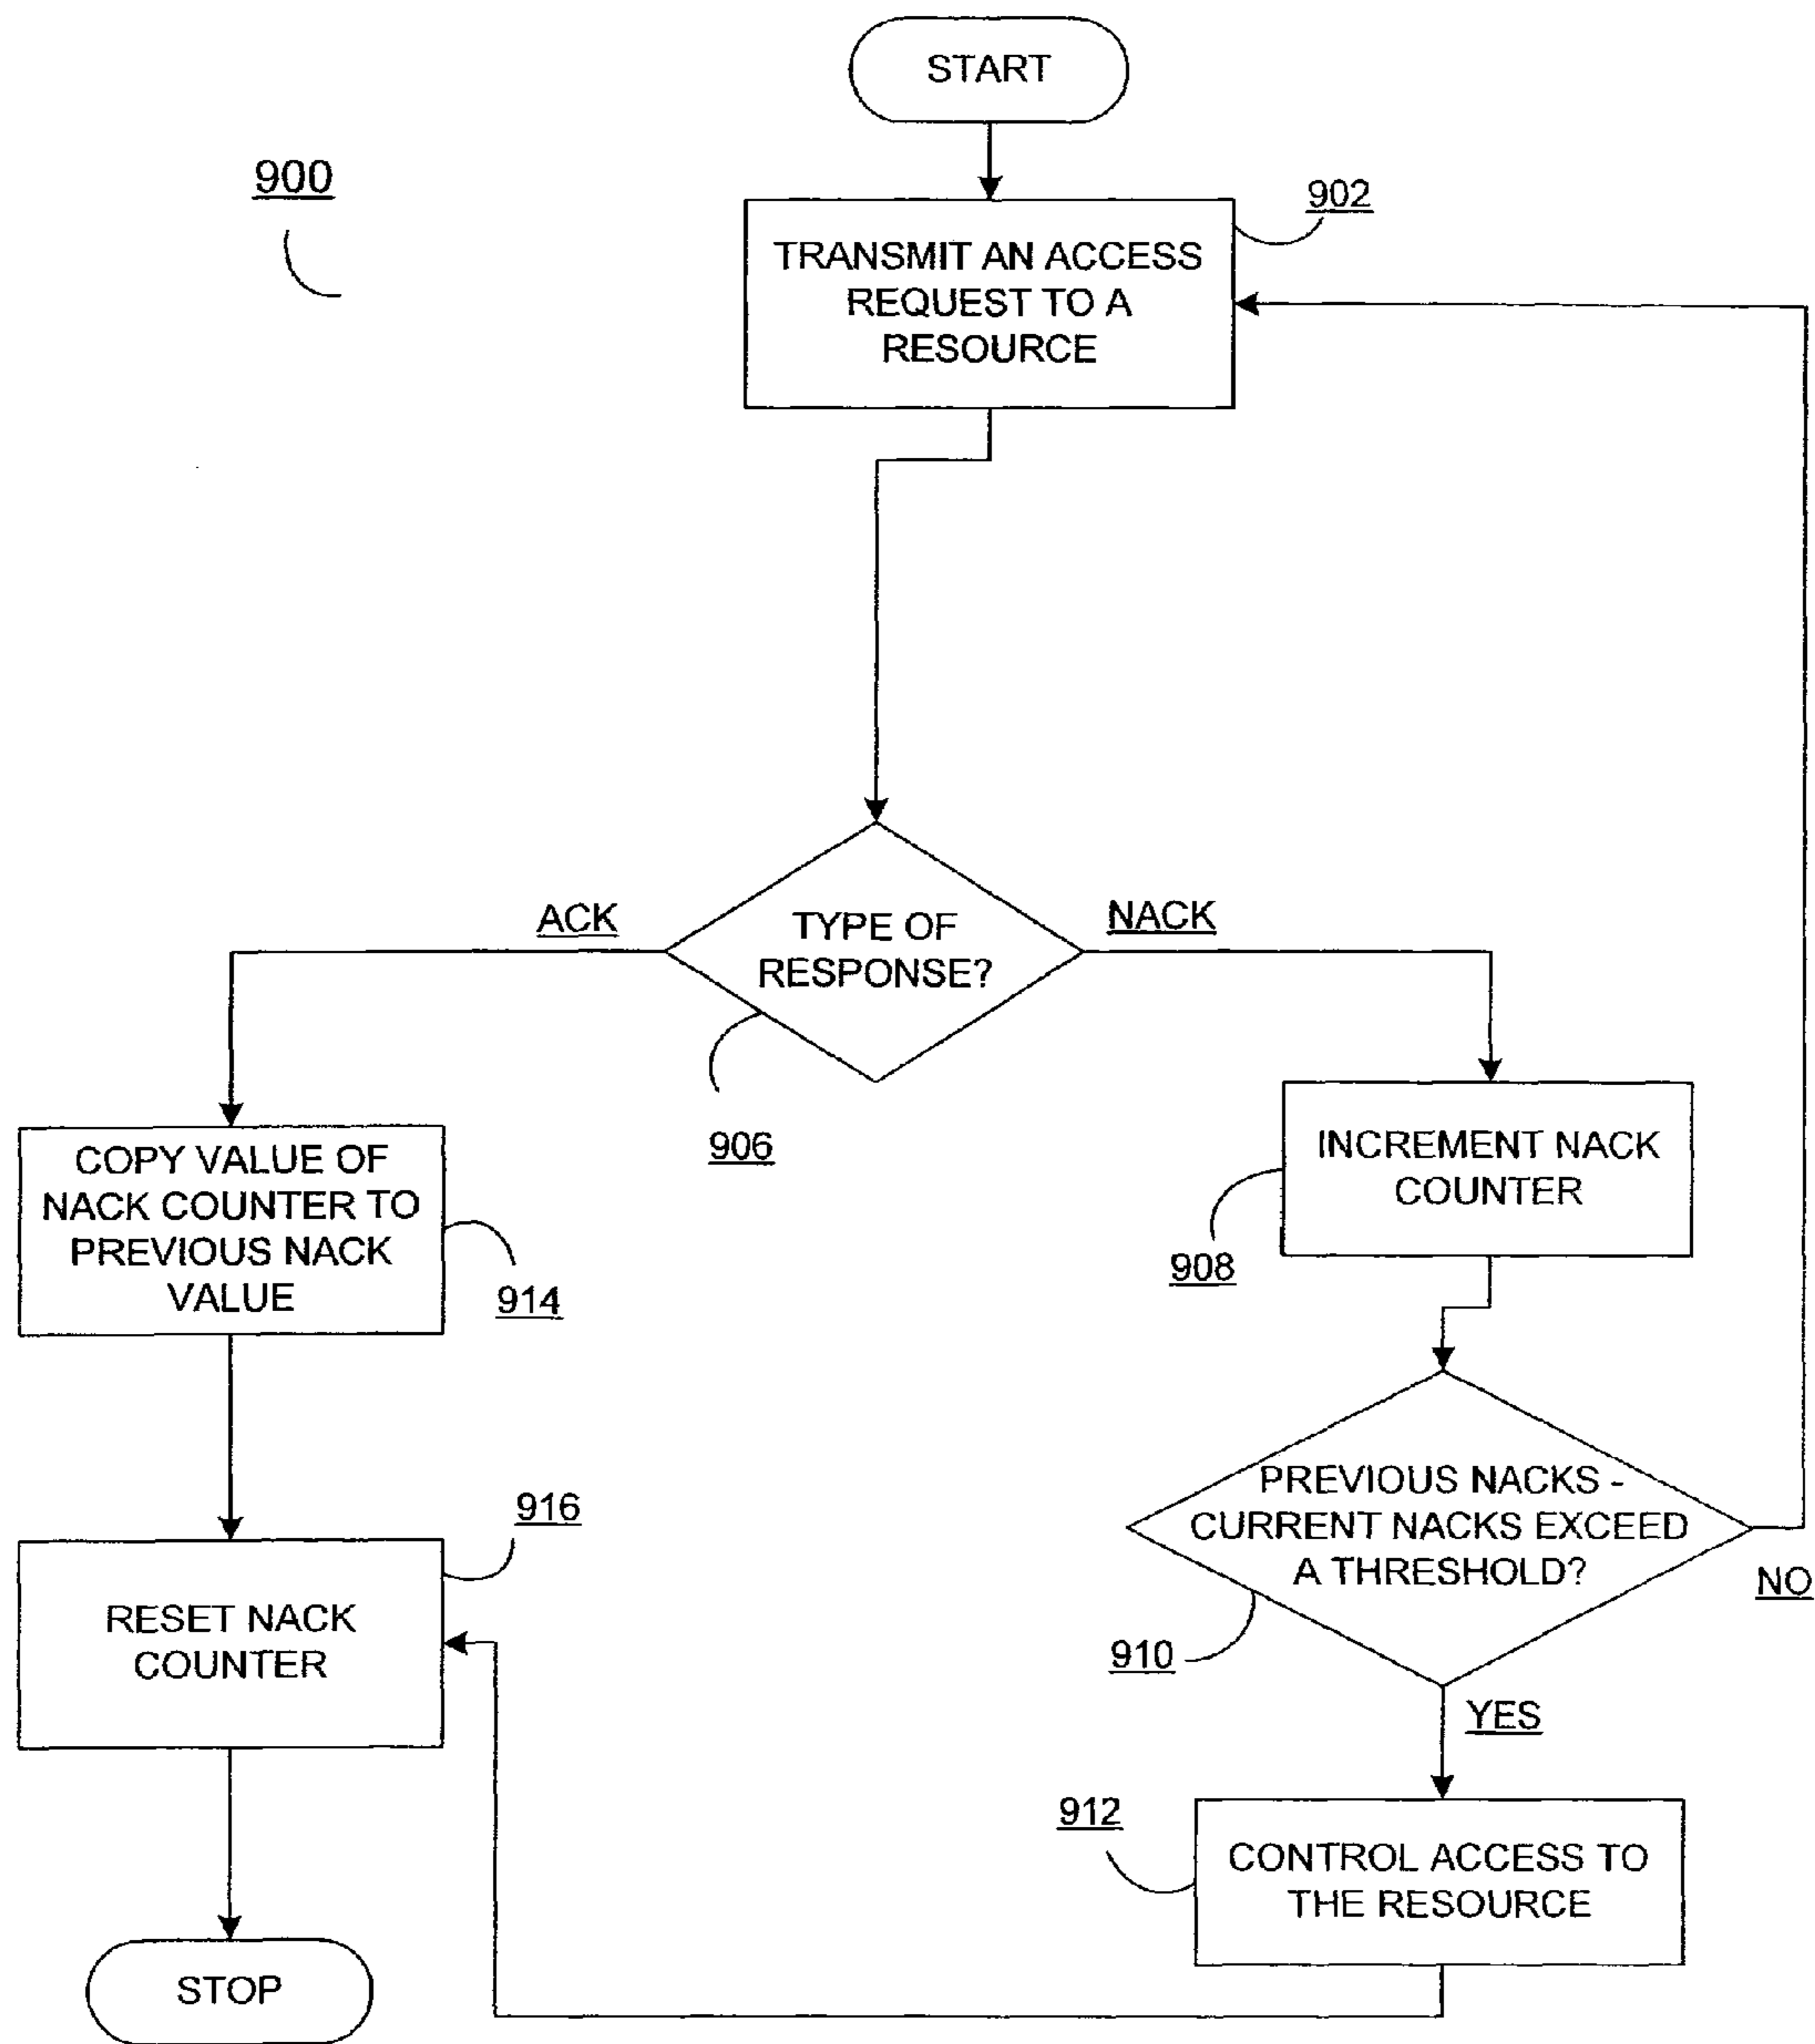 START
900
902
TRANSMIT AN ACCESS
REQUEST TO A
RESOURCE
ACK
TYPE OF
RESPONSE?
NACK
906
COPY VALUE OF
NACK COUNTER TO
PREVIOUS NACK
VALUE
914
INCREMENT NACK
COUNTER
908
PREVIOUS NACKS -
CURRENT NACKS EXCEED
A THRESHOLD?
NO
910
YES
916
RESET NACK
COUNTER
912
CONTROL ACCESS TO
THE RESOURCE
STOP